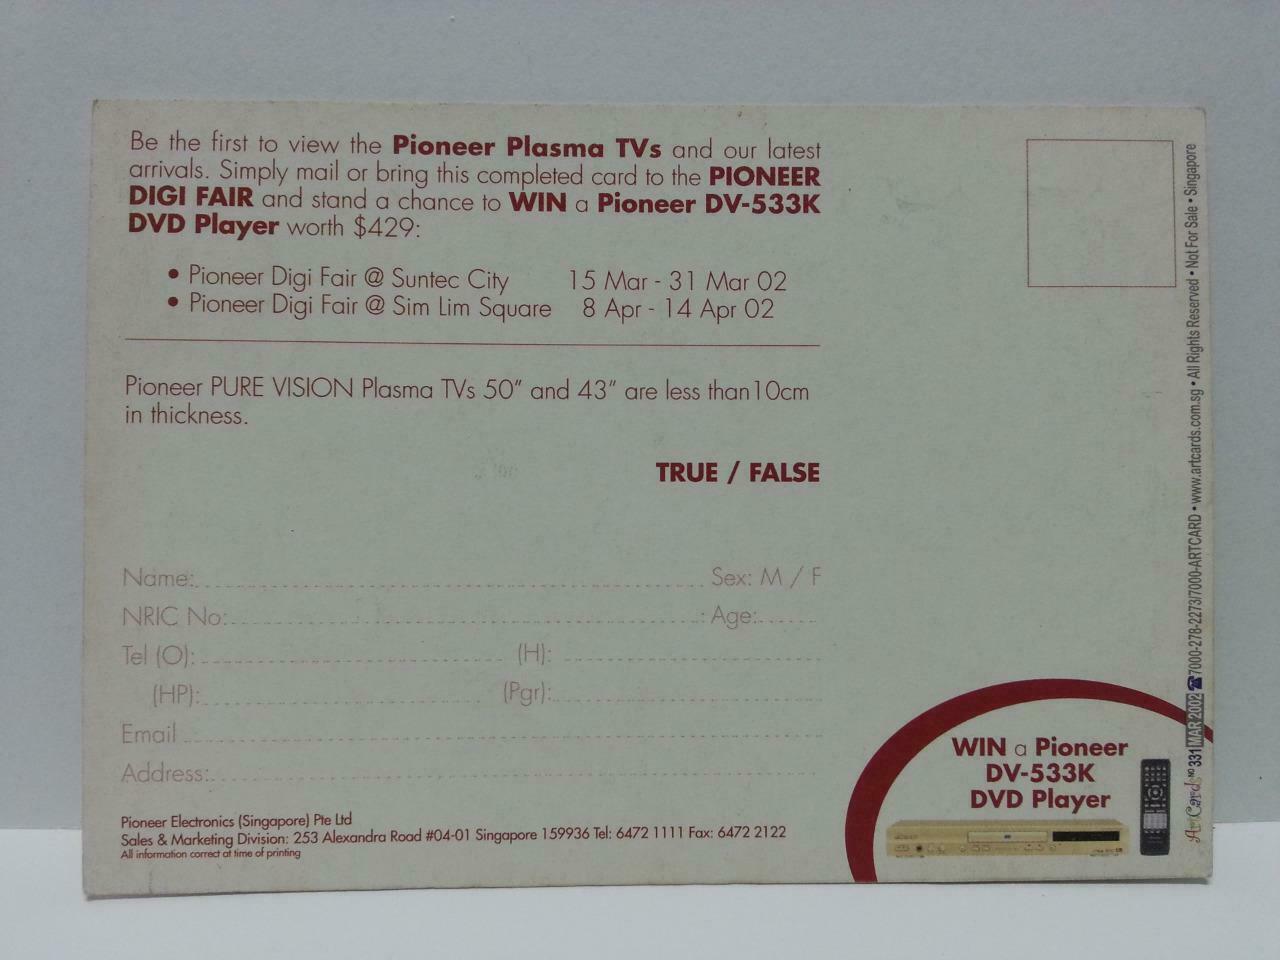 Be the first to view the Pioneer Plasma TVs and our latest
arrivals. Simply mail or bring this completed card to the PIONEER
DIGI FAIR and stand a chance to WIN a Pioneer DV-533K
DVD Player worth $429:
• Pioneer Digi Fair @ Suntec City 15 Mar - 31 Mar 02
• Pioneer Digi Fair @ Sim Lim Square 8 Apr - 14 Apr 02
Pioneer PURE VISION Plasma TVs 50" and 43" are less than10cm
in thickness.
TRUE / FALSE
Name: Sex: M / F
NRIC No: Age:
Tel (O): (H):
(HP): (Pgr):
Email
Address:
Pioneer Electronics (Singapore) Pte Ltd
Sales & Marketing Division: 253 Alexandra Road #04-01 Singapore 159936 Tel: 6472 1111 Fax: 6472 2122
All information correct at time of printing
WIN a Pioneer
DV-533K
DVD Player
ArtCards NO 331 MAR 2002 ☎7000-278-2273/7000-ARTCARD • www.artcards.com.sg • All Rights Reserved • Not For Sale • Singapore